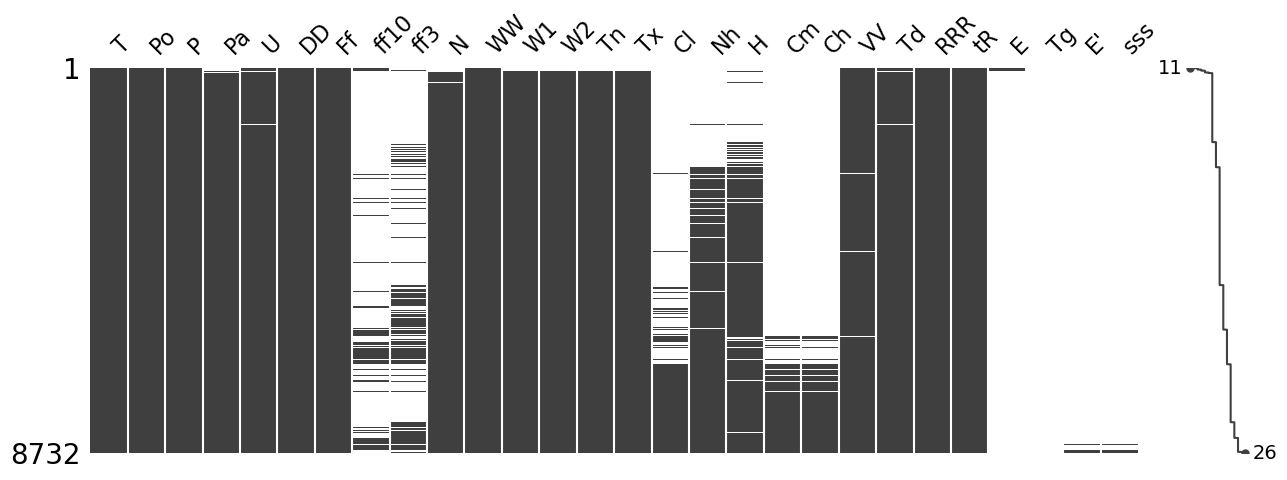 T Po P Pa U DD Ff ff10 ff3 N WW W1 W2 Tn Tx Cl Nh H Cm Ch VV Td RRR tR E Tg E' sss
1
11
8732
26